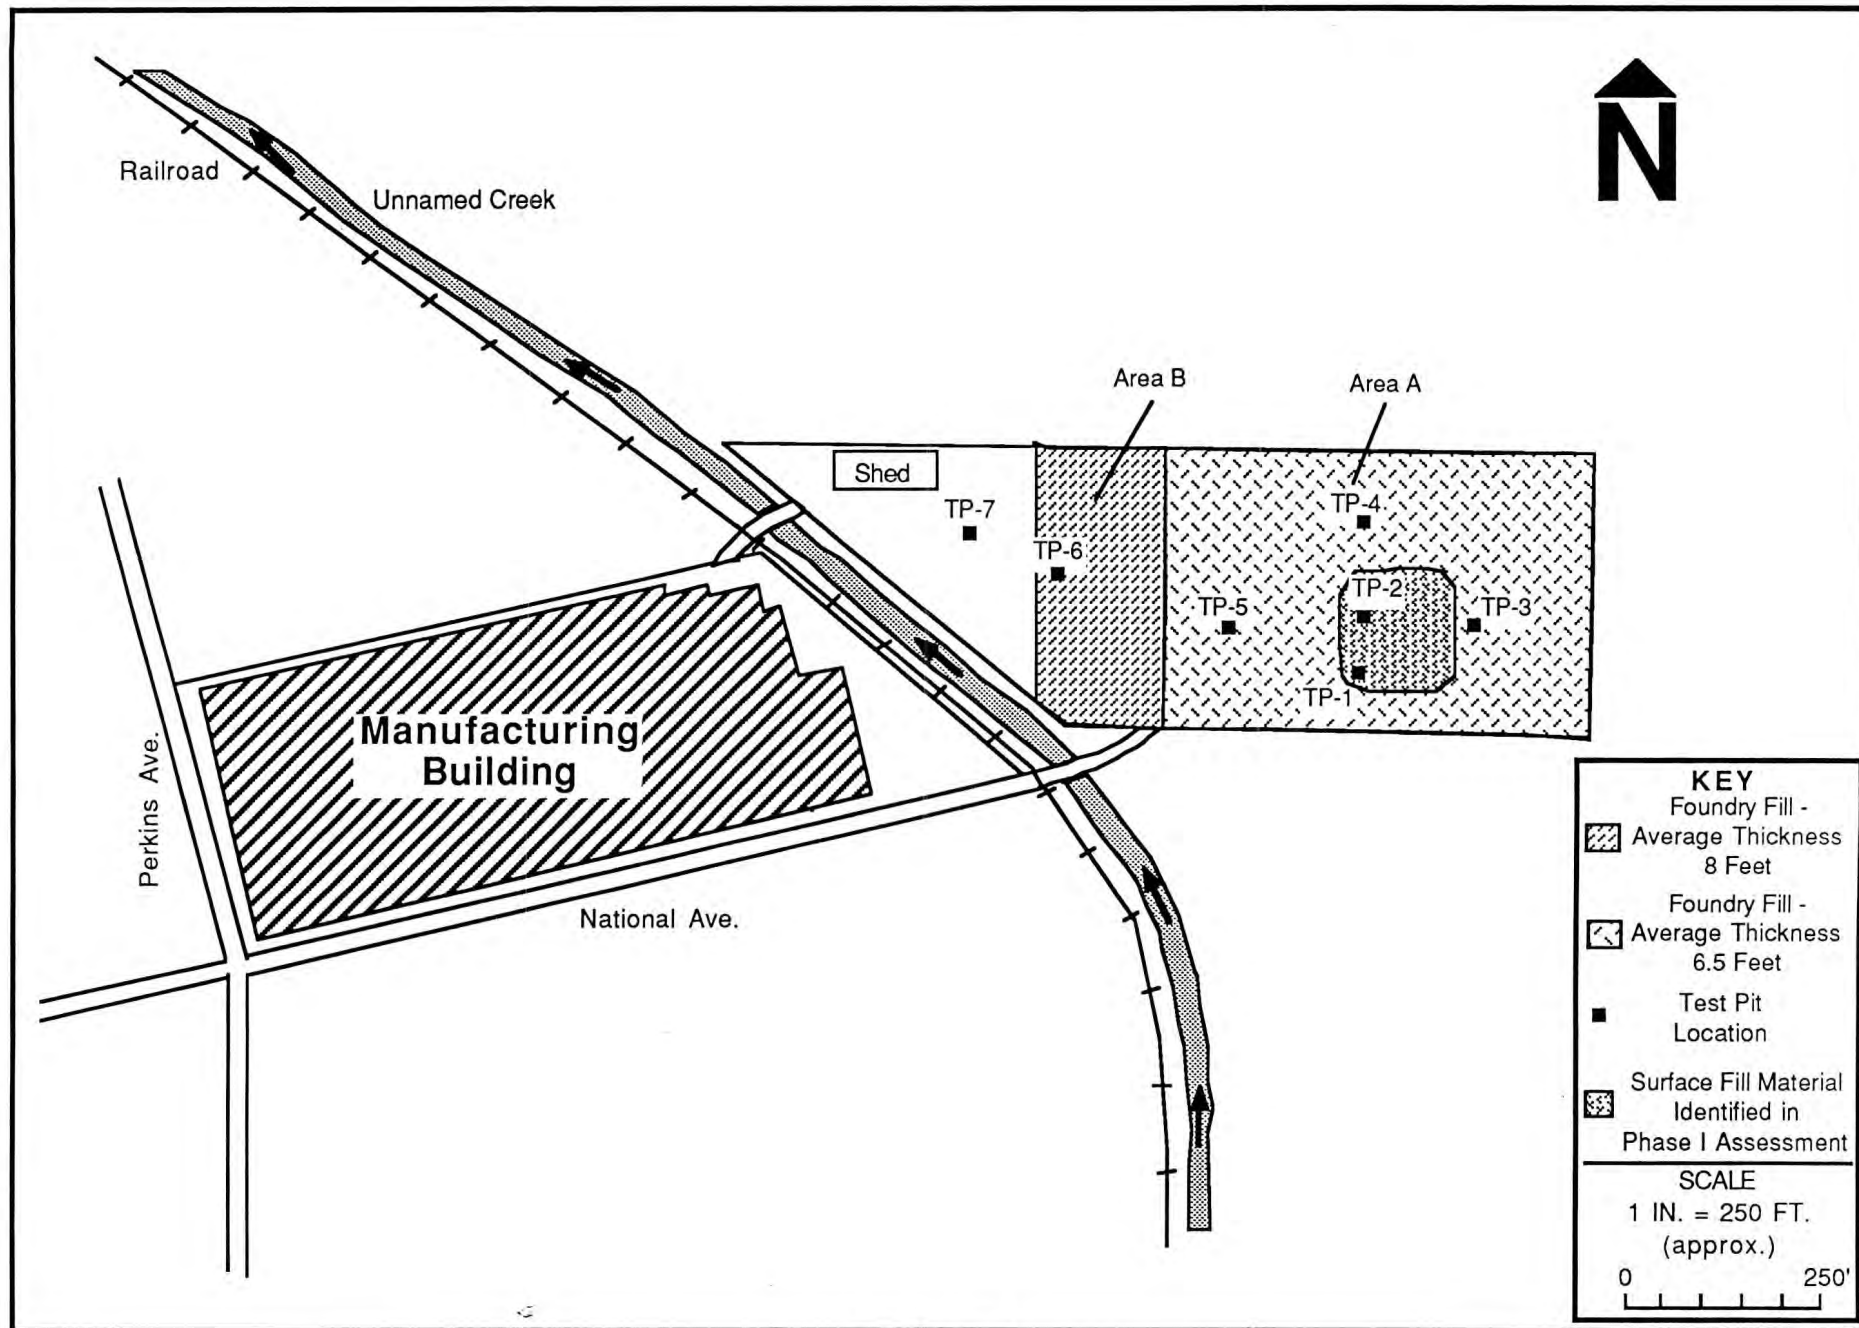 N
Railroad
Unnamed Creek
Area B
Area A
Shed
TP-7
TP-4
TP-6
TP-2
TP-5
TP-3
TP-1
Manufacturing
Building
Perkins Ave.
National Ave.
KEY
Foundry Fill -
Average Thickness
8 Feet
Foundry Fill -
Average Thickness
6.5 Feet
Test Pit
Location
Surface Fill Material
Identified in
Phase I Assessment
SCALE
1 IN. = 250 FT.
(approx.)
0 250'